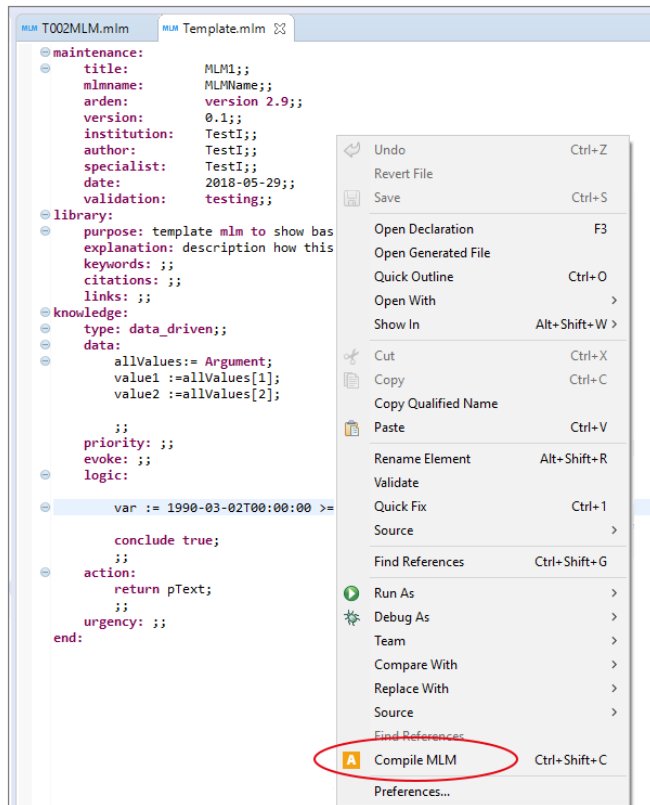 MLM T002MLM.mlm MLM Template.mlm
maintenance:
title: MLM1;;
mlmname: MLMName;;
arden: version 2.9;;
version: 0.1;;
institution: TestI;;
author: TestI;;
specialist: TestI;;
date: 2018-05-29;;
validation: testing;;
library:
purpose: template mlm to show bas
explanation: description how this
keywords: ;;
citations: ;;
links: ;;
knowledge:
type: data_driven;;
data:
allValues:= Argument;
value1 :=allValues[1];
value2 :=allValues[2];
;;
priority: ;;
evoke: ;;
logic:
var := 1990-03-02T00:00:00 >=
conclude true;
;;
action:
return pText;
;;
urgency: ;;
end:
Undo Ctrl+Z
Revert File
Save Ctrl+S
Open Declaration F3
Open Generated File
Quick Outline Ctrl+O
Open With >
Show In Alt+Shift+W >
Cut Ctrl+X
Copy Ctrl+C
Copy Qualified Name
Paste Ctrl+V
Rename Element Alt+Shift+R
Validate
Quick Fix Ctrl+1
Source >
Find References Ctrl+Shift+G
Run As >
Debug As >
Team >
Compare With >
Replace With >
Source >
Find References
A Compile MLM Ctrl+Shift+C
Preferences...